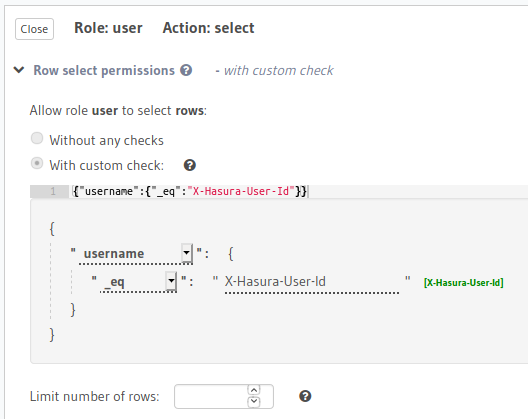 Close Role: user Action: select
Row select permissions ? - with custom check
Allow role user to select rows:
Without any checks
With custom check: ?
1 {"username":{"_eq":"X-Hasura-User-Id"}}
{
" username ": {
" _eq ": " X-Hasura-User-Id " [X-Hasura-User-Id]
}
}
Limit number of rows: ?